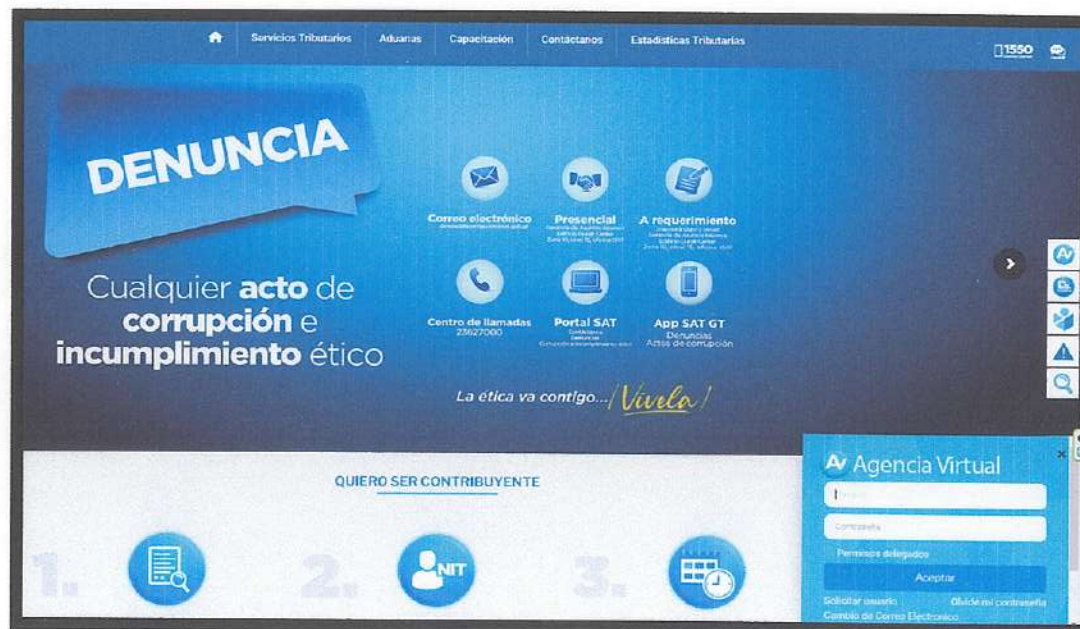 Servicios Tributarios Aduanas Capacitación Contáctanos Estadísticas Tributarias
1550
DENUNCIA
Cualquier acto de
corrupción e
incumplimiento ético
Correo electrónico
Presencial
A requerimiento
Centro de llamadas
23627000
Portal SAT
App SAT GT
Denuncias
Actos de corrupción
La ética va contigo... ¡Vívela!
QUIERO SER CONTRIBUYENTE
1.
2.
NIT
3.
Av Agencia Virtual
Contraseña
Permisos delegados
Aceptar
Solicitar usuario Olvidé mi contraseña
Cambio de Correo Electronico